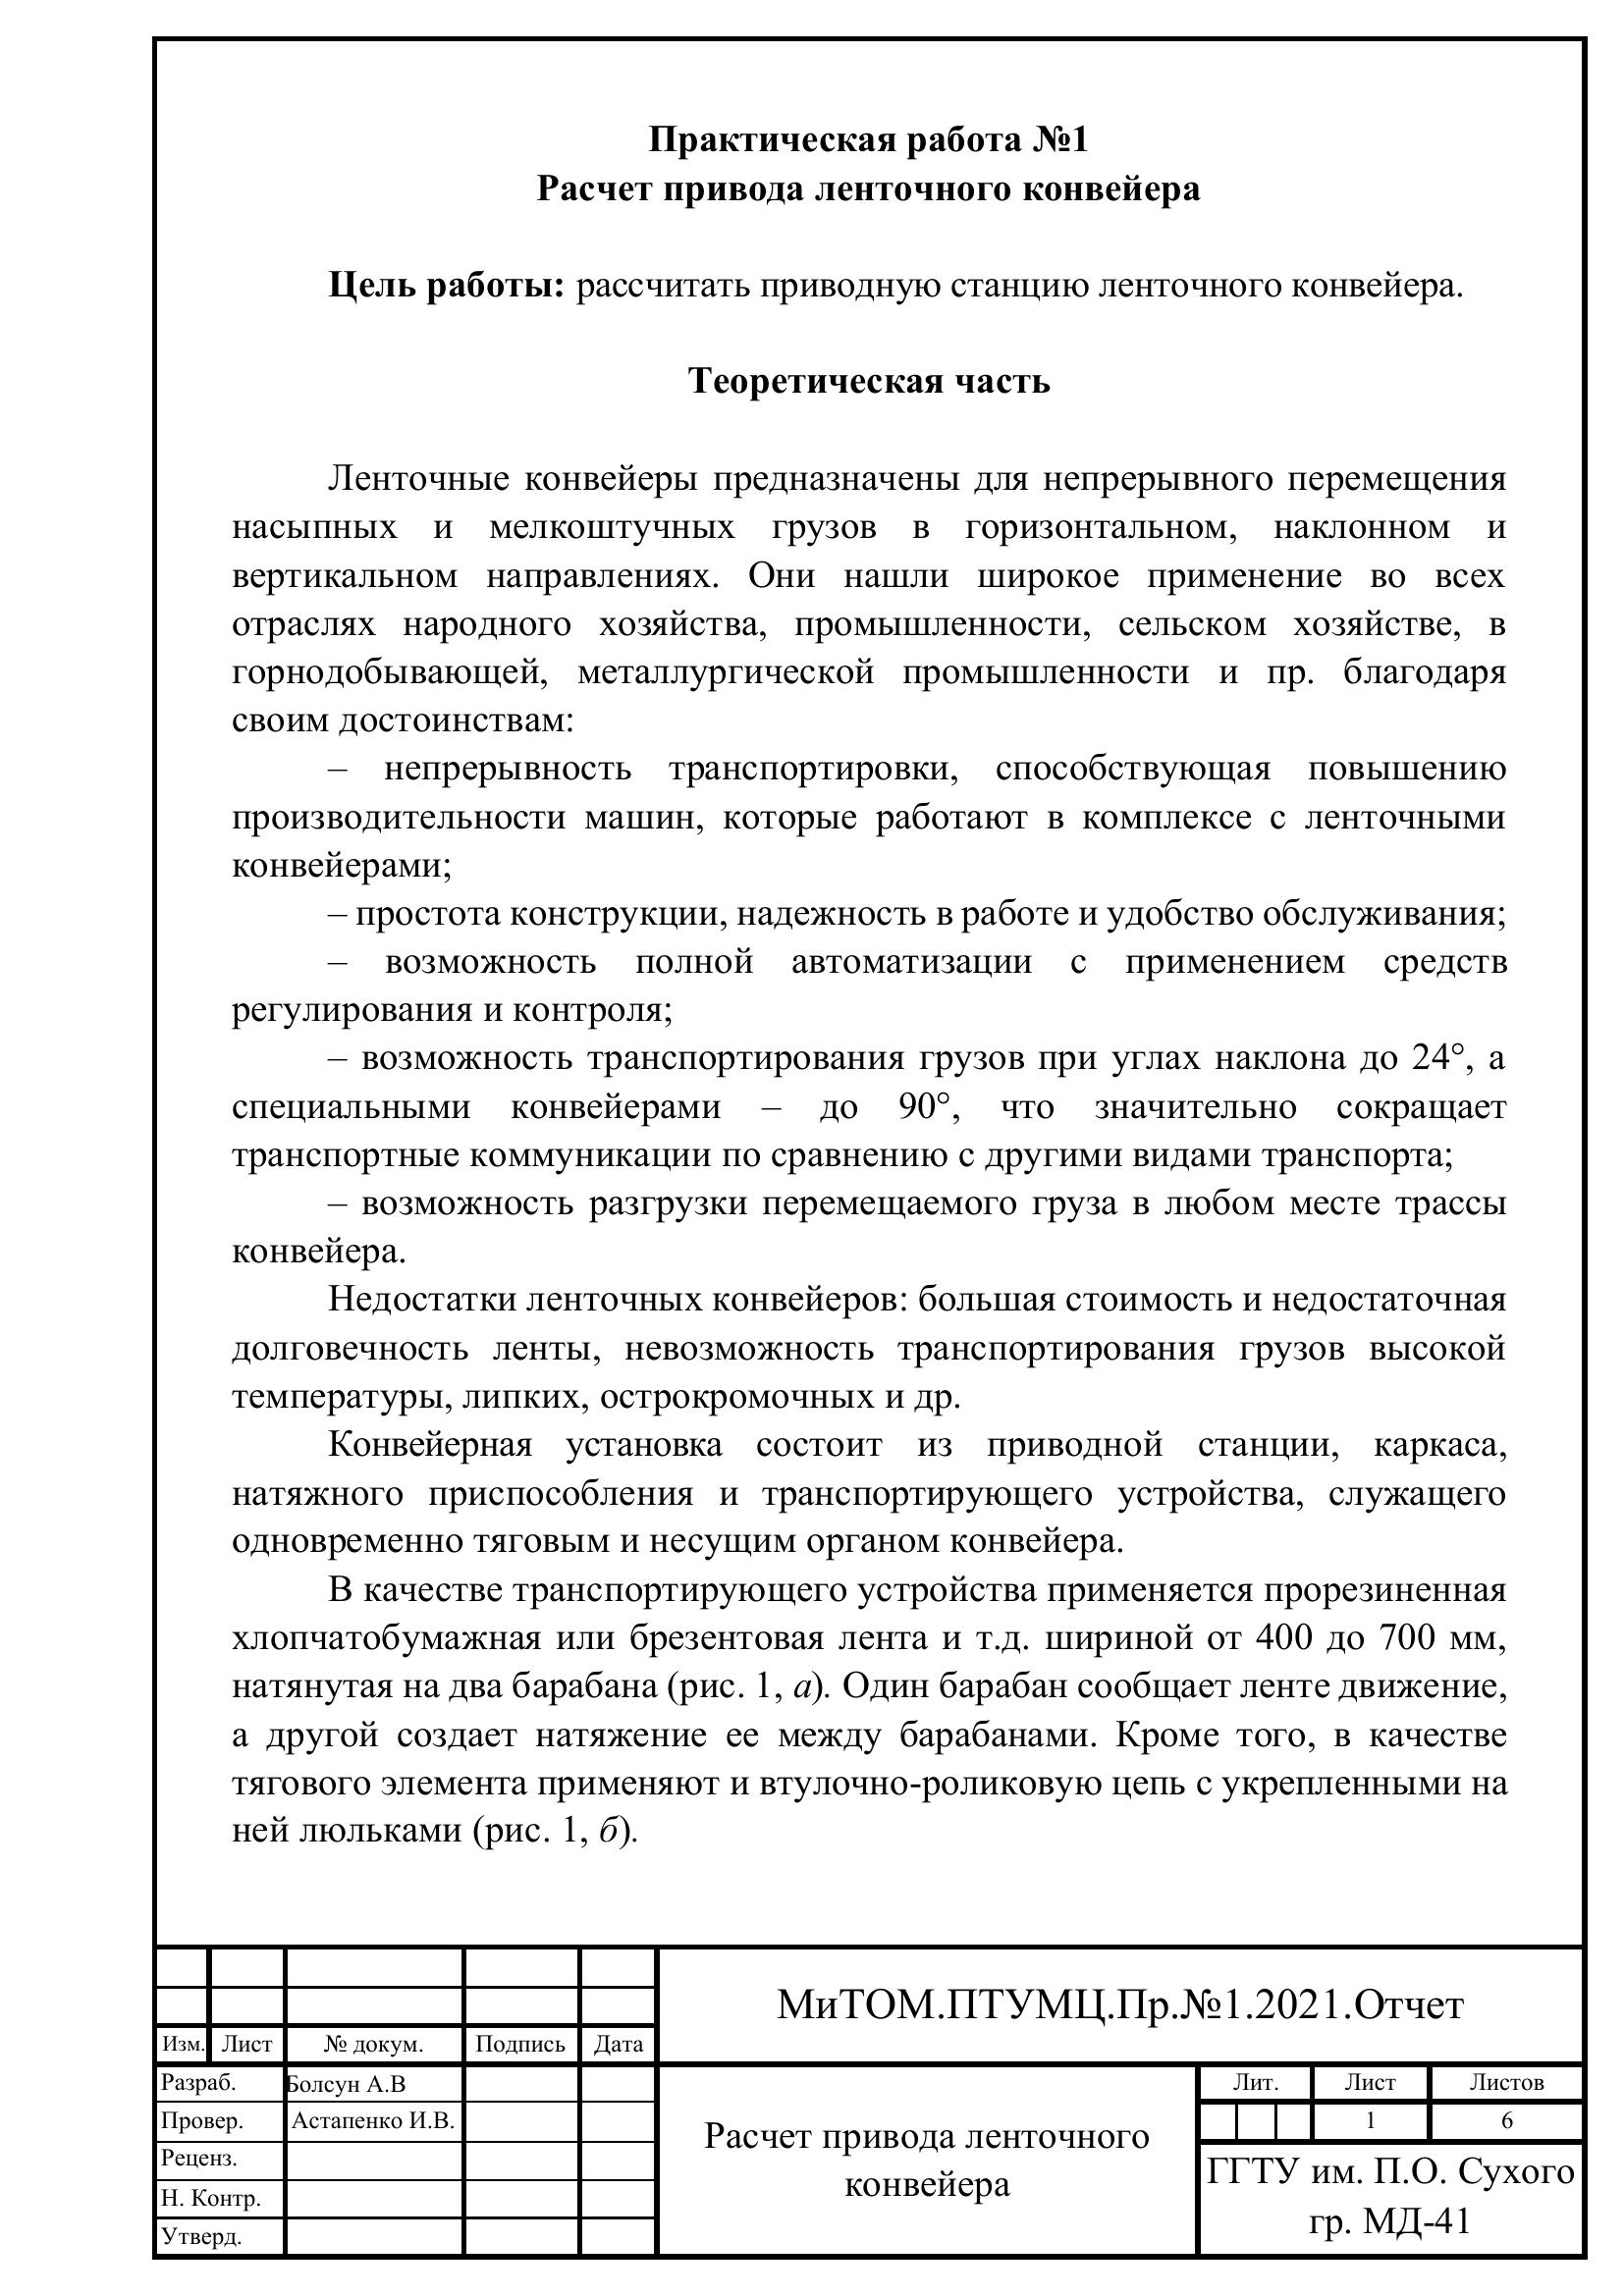 Практическая работа №1
Расчет привода ленточного конвейера
Цель работы: рассчитать приводную станцию ленточного конвейера.
Теоретическая часть
Ленточные конвейеры предназначены для непрерывного перемещения
насыпных и мелкоштучных грузов в горизонтальном, наклонном и
вертикальном направлениях. Они нашли широкое применение во всех
отраслях народного хозяйства, промышленности, сельском хозяйстве, в
горнодобывающей, металлургической промышленности и пр. благодаря
своим достоинствам:
– непрерывность транспортировки, способствующая повышению
производительности машин, которые работают в комплексе с ленточными
конвейерами;
– простота конструкции, надежность в работе и удобство обслуживания;
– возможность полной автоматизации с применением средств
регулирования и контроля;
– возможность транспортирования грузов при углах наклона до 24°, а
специальными конвейерами – до 90°, что значительно сокращает
транспортные коммуникации по сравнению с другими видами транспорта;
– возможность разгрузки перемещаемого груза в любом месте трассы
конвейера.
Недостатки ленточных конвейеров: большая стоимость и недостаточная
долговечность ленты, невозможность транспортирования грузов высокой
температуры, липких, острокромочных и др.
Конвейерная установка состоит из приводной станции, каркаса,
натяжного приспособления и транспортирующего устройства, служащего
одновременно тяговым и несущим органом конвейера.
В качестве транспортирующего устройства применяется прорезиненная
хлопчатобумажная или брезентовая лента и т.д. шириной от 400 до 700 мм,
натянутая на два барабана (рис. 1, а). Один барабан сообщает ленте движение,
а другой создает натяжение ее между барабанами. Кроме того, в качестве
тягового элемента применяют и втулочно-роликовую цепь с укрепленными на
ней люльками (рис. 1, б).
МиТОМ.ПТУМЦ.Пр.№1.2021.Отчет
Изм. Лист № докум. Подпись Дата
Разраб. Болсун А.В
Провер. Астапенко И.В.
Реценз.
Н. Контр.
Утверд.
Расчет привода ленточного
конвейера
Лит. Лист Листов
1 6
ГГТУ им. П.О. Сухого
гр. МД-41